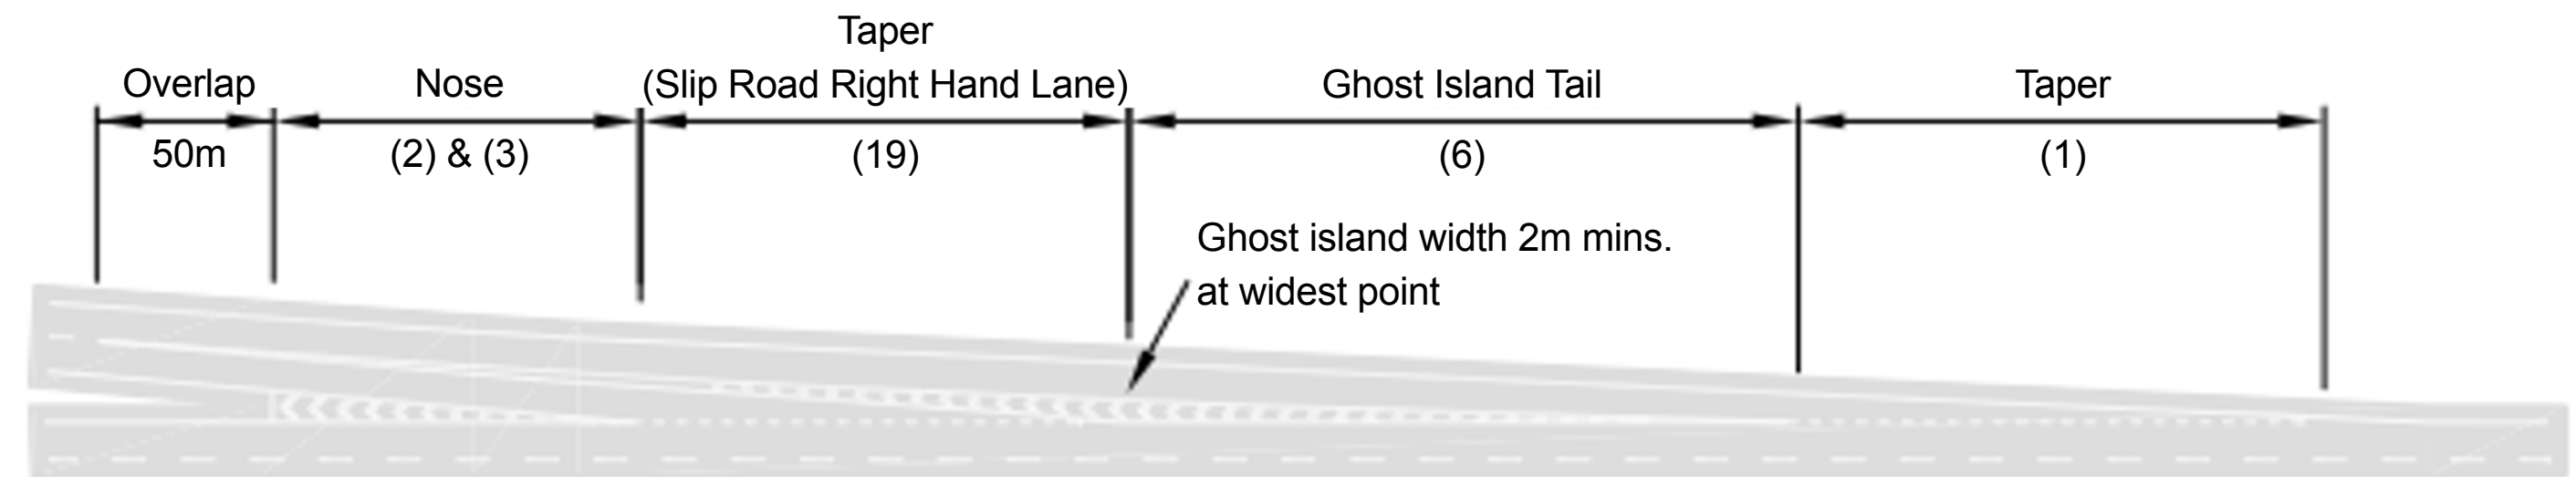 Taper
Overlap
Nose
(Slip Road Right Hand Lane)
Ghost Island Tail
Taper
50m
(2) & (3)
(19)
(6)
(1)
Ghost island width 2m mins.
at widest point